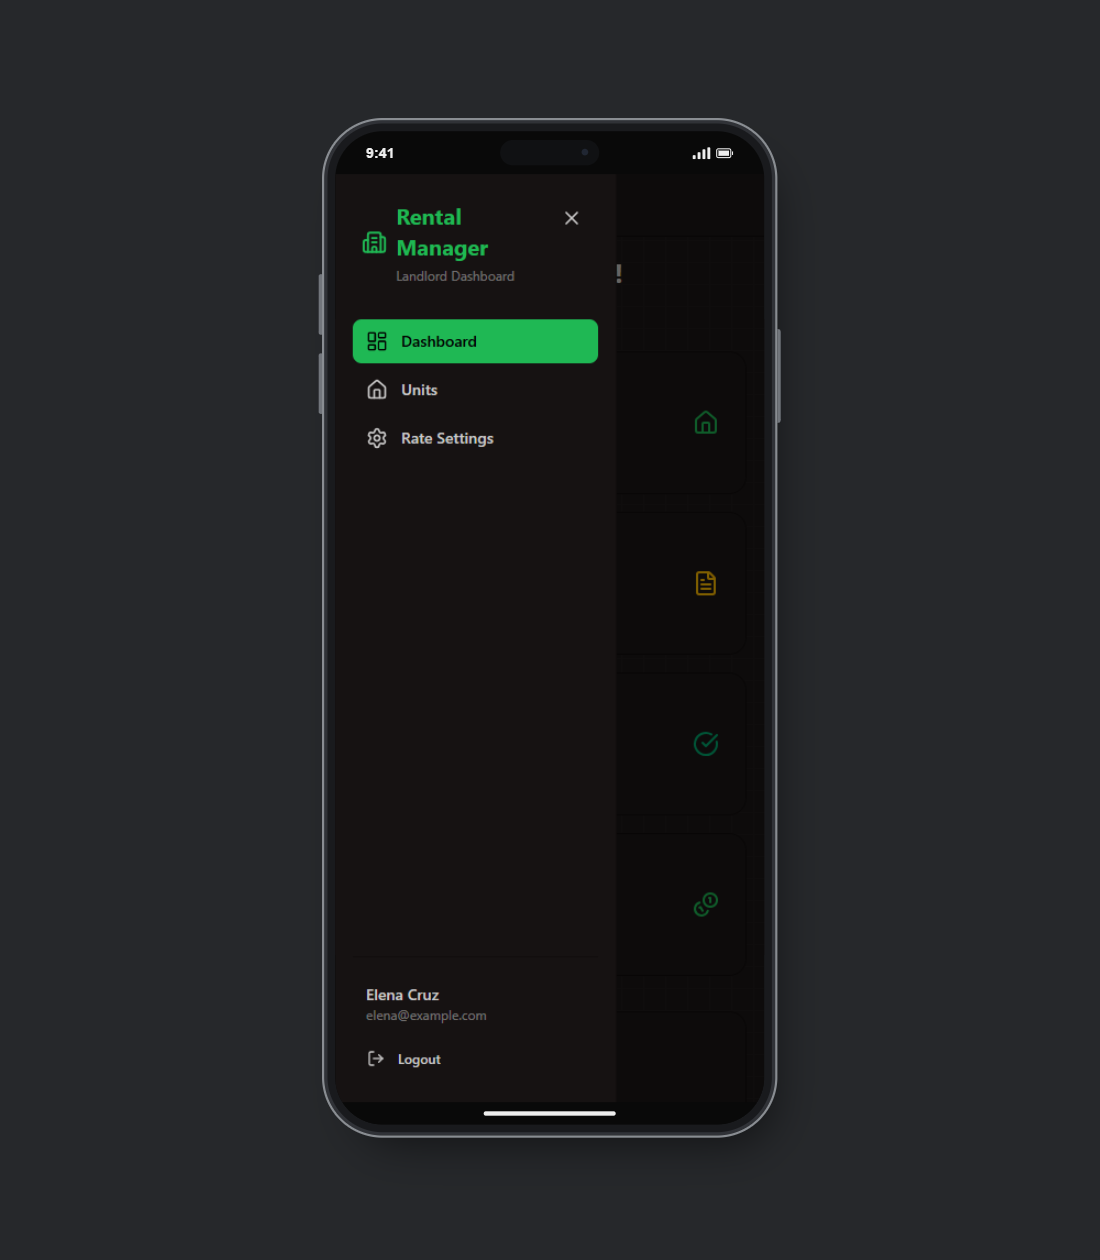 9:41
Rental
Manager
Landlord Dashboard
!
Dashboard
Units
Rate Settings
Elena Cruz
elena@example.com
Logout